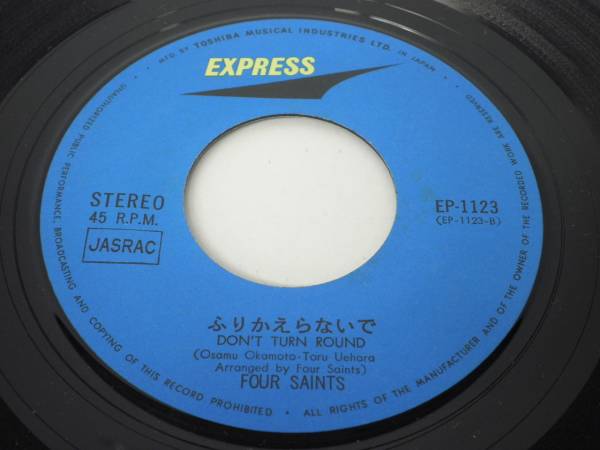 MFD. BY TOSHIBA MUSICAL INDUSTRIES LTD. IN JAPAN.
EXPRESS
STEREO
45 R.P.M.
JASRAC
EP-1123
(EP-1123-B)
ふりかえらないで
DON'T TURN ROUND
(Osamu Okamoto-Toru Uehara
Arranged by Four Saints)
FOUR SAINTS
UNAUTHORIZED PUBLIC PERFORMANCE, BROADCASTING AND COPYING OF THIS RECORD PROHIBITED • ALL RIGHTS OF THE MANUFACTURER AND OF THE OWNER OF THE RECORDED WORK ARE RESERVED